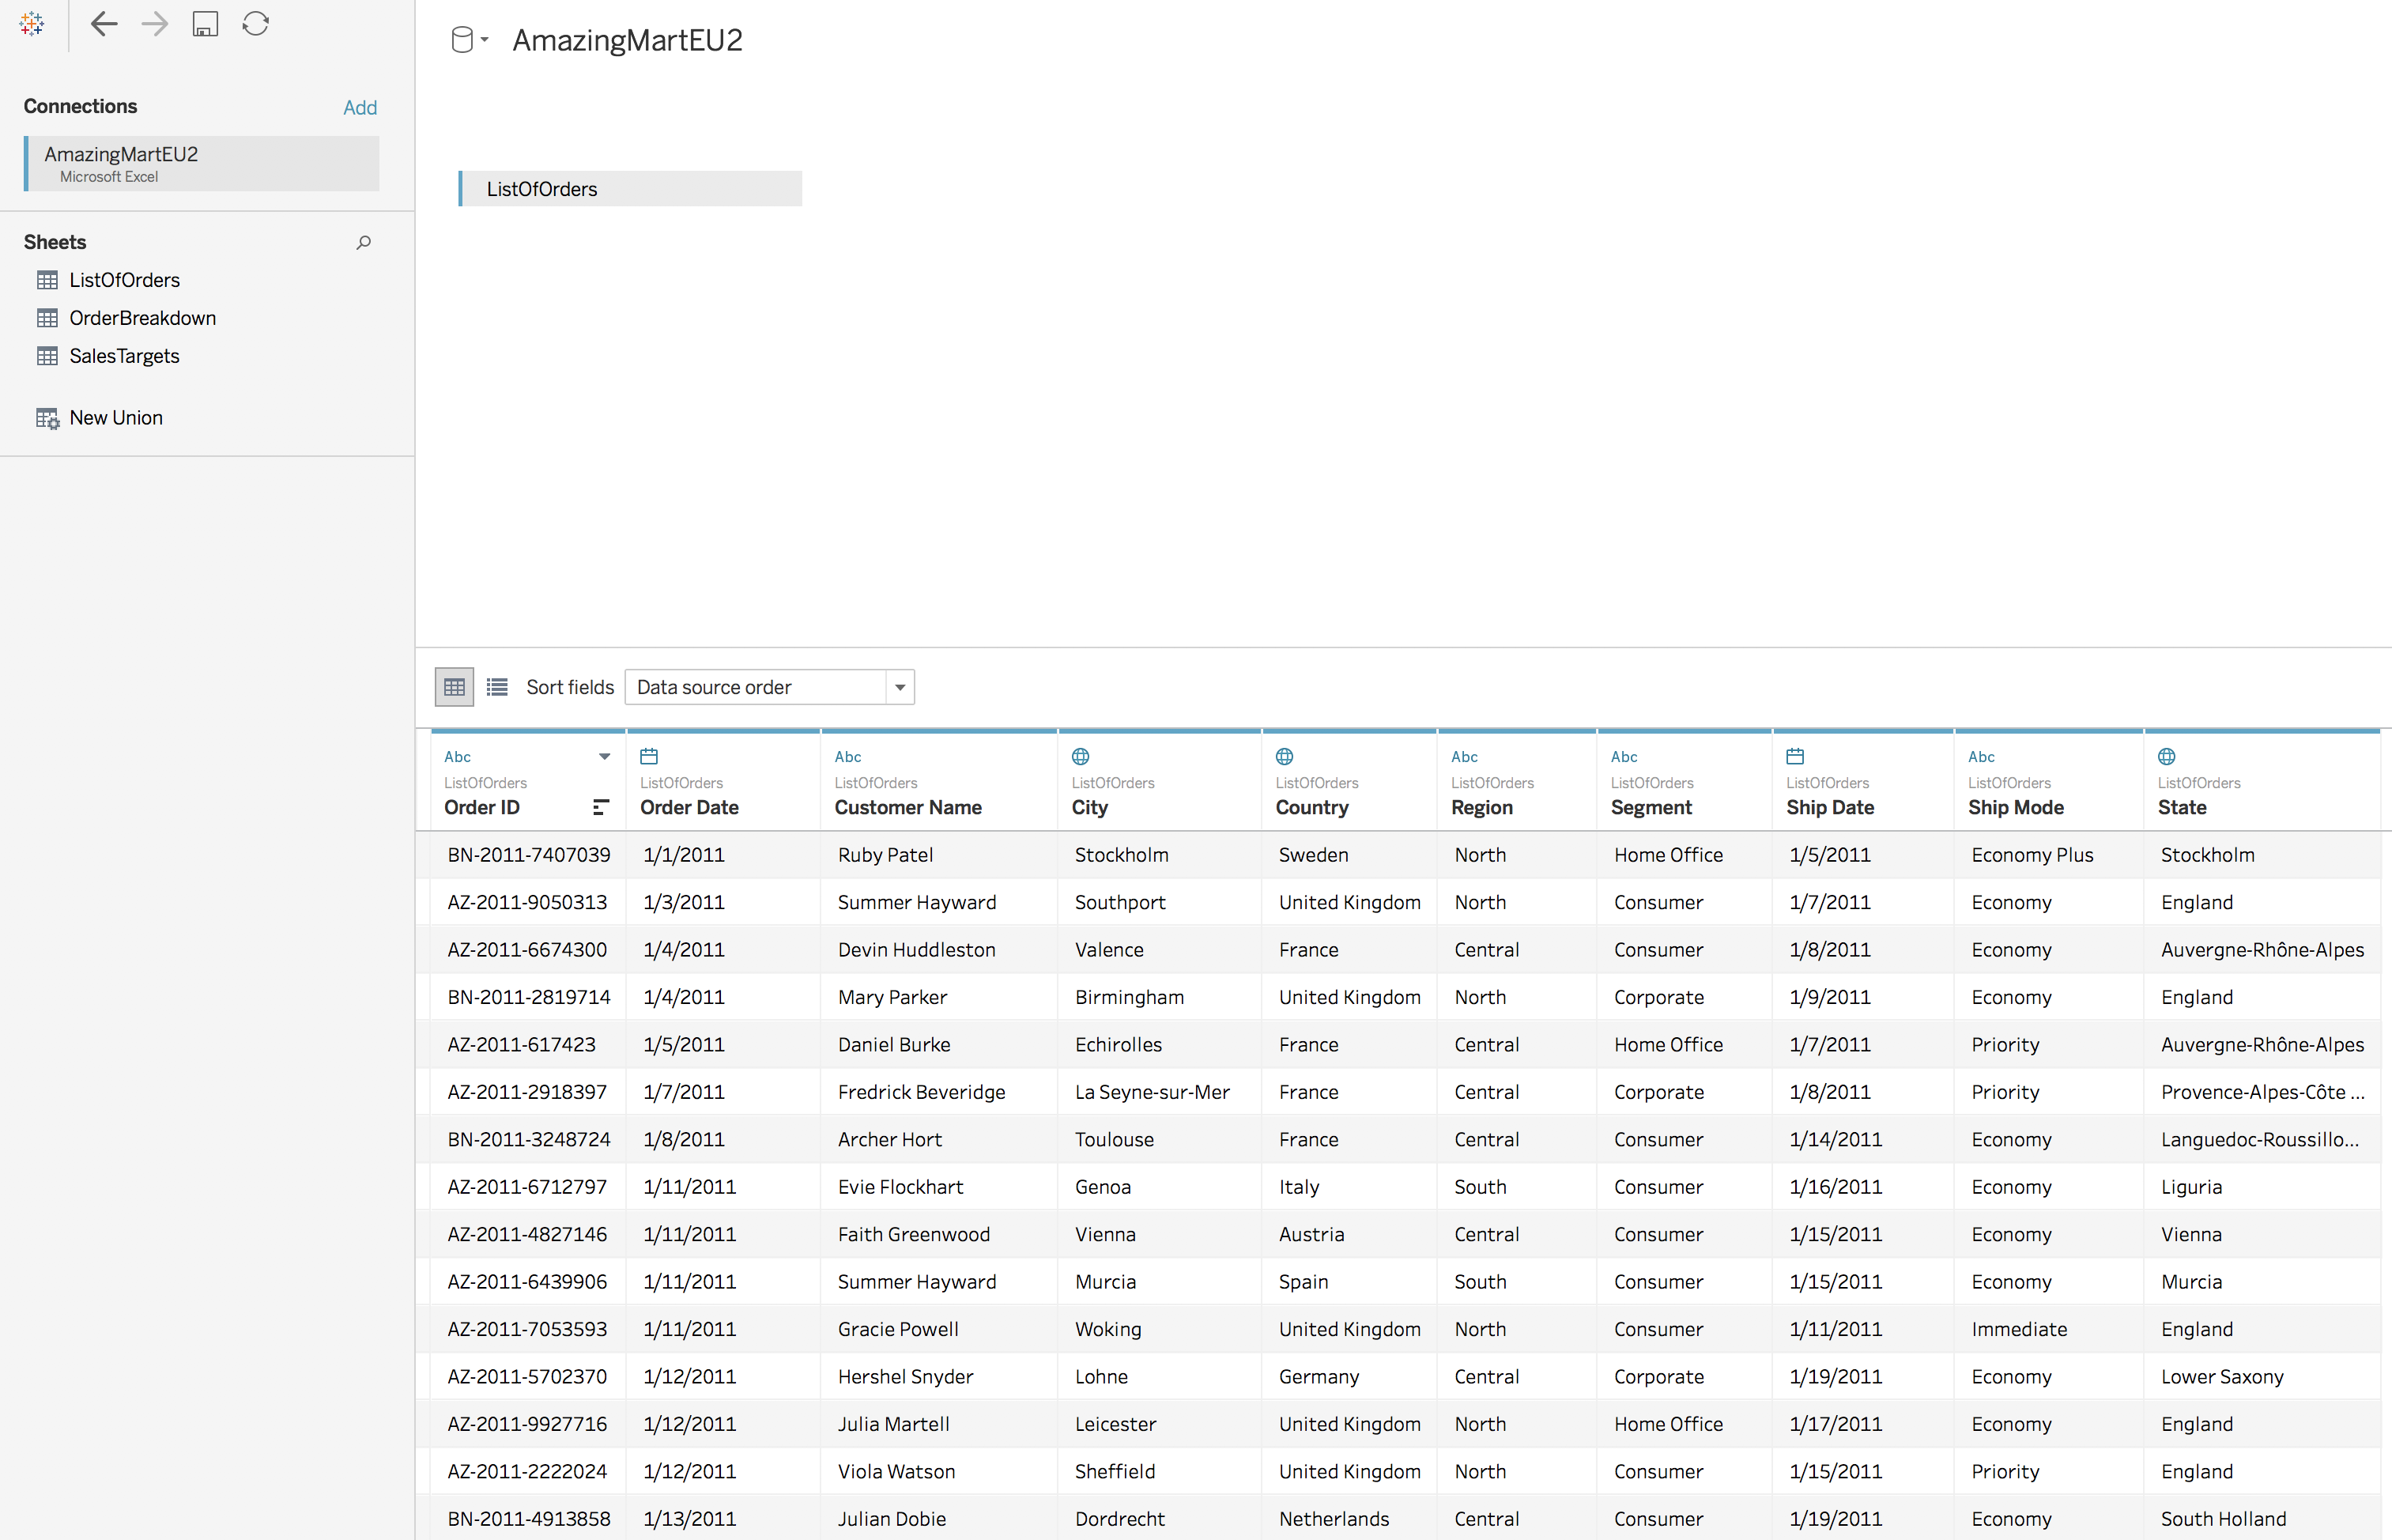 AmazingMartEU2
Connections Add
AmazingMartEU2
Microsoft Excel
ListOfOrders
Sheets
ListOfOrders
OrderBreakdown
SalesTargets
New Union
Sort fields Data source order
Abc Abc Abc Abc Abc
ListOfOrders ListOfOrders ListOfOrders ListOfOrders ListOfOrders ListOfOrders ListOfOrders ListOfOrders ListOfOrders ListOfOrders
Order ID Order Date Customer Name City Country Region Segment Ship Date Ship Mode State
BN-2011-7407039 1/1/2011 Ruby Patel Stockholm Sweden North Home Office 1/5/2011 Economy Plus Stockholm
AZ-2011-9050313 1/3/2011 Summer Hayward Southport United Kingdom North Consumer 1/7/2011 Economy England
AZ-2011-6674300 1/4/2011 Devin Huddleston Valence France Central Consumer 1/8/2011 Economy Auvergne-Rhône-Alpes
BN-2011-2819714 1/4/2011 Mary Parker Birmingham United Kingdom North Corporate 1/9/2011 Economy England
AZ-2011-617423 1/5/2011 Daniel Burke Echirolles France Central Home Office 1/7/2011 Priority Auvergne-Rhône-Alpes
AZ-2011-2918397 1/7/2011 Fredrick Beveridge La Seyne-sur-Mer France Central Corporate 1/8/2011 Priority Provence-Alpes-Côte ...
BN-2011-3248724 1/8/2011 Archer Hort Toulouse France Central Consumer 1/14/2011 Economy Languedoc-Roussillo...
AZ-2011-6712797 1/11/2011 Evie Flockhart Genoa Italy South Consumer 1/16/2011 Economy Liguria
AZ-2011-4827146 1/11/2011 Faith Greenwood Vienna Austria Central Consumer 1/15/2011 Economy Vienna
AZ-2011-6439906 1/11/2011 Summer Hayward Murcia Spain South Consumer 1/15/2011 Economy Murcia
AZ-2011-7053593 1/11/2011 Gracie Powell Woking United Kingdom North Consumer 1/11/2011 Immediate England
AZ-2011-5702370 1/12/2011 Hershel Snyder Lohne Germany Central Corporate 1/19/2011 Economy Lower Saxony
AZ-2011-9927716 1/12/2011 Julia Martell Leicester United Kingdom North Home Office 1/17/2011 Economy England
AZ-2011-2222024 1/12/2011 Viola Watson Sheffield United Kingdom North Consumer 1/15/2011 Priority England
BN-2011-4913858 1/13/2011 Julian Dobie Dordrecht Netherlands Central Consumer 1/19/2011 Economy South Holland